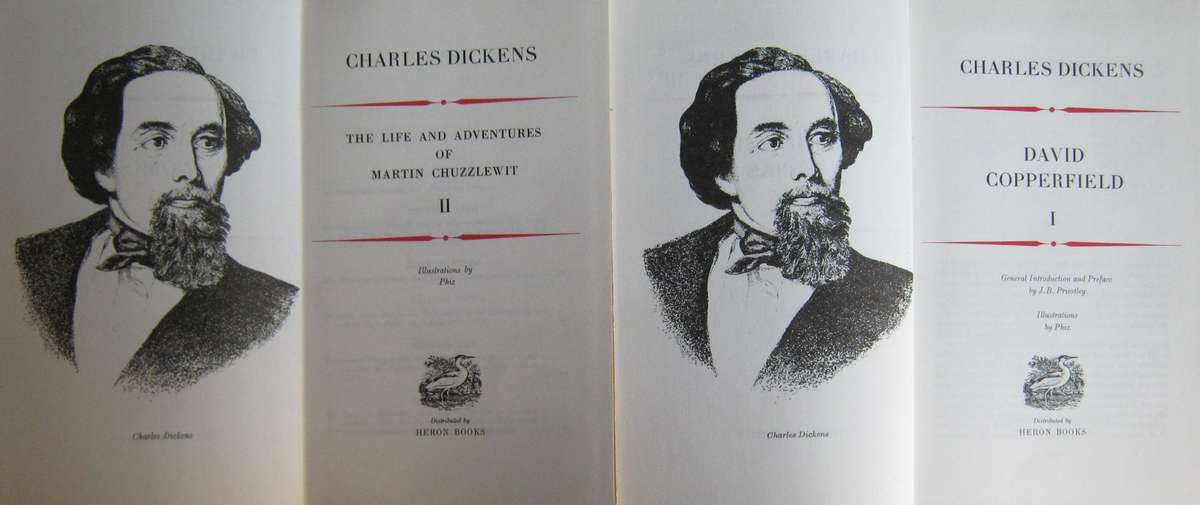 Charles Dickens
CHARLES DICKENS
THE LIFE AND ADVENTURES
OF
MARTIN CHUZZLEWIT
II
Illustrations by
Phiz
Distributed by
HERON BOOKS
Charles Dickens
CHARLES DICKENS
DAVID
COPPERFIELD
I
General Introduction and Preface
by J.B. Priestley
Illustrations
by Phiz
Distributed by
HERON BOOKS